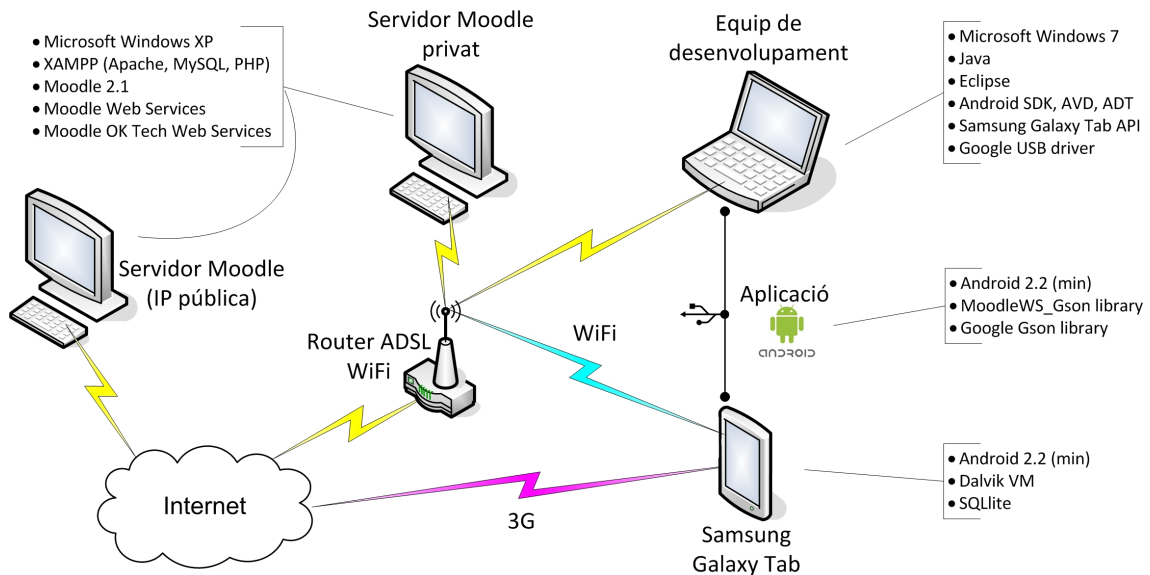 • Microsoft Windows XP
• XAMPP (Apache, MySQL, PHP)
• Moodle 2.1
• Moodle Web Services
• Moodle OK Tech Web Services
Servidor Moodle
privat
Equip de
desenvolupament
• Microsoft Windows 7
• Java
• Eclipse
• Android SDK, AVD, ADT
• Samsung Galaxy Tab API
• Google USB driver
Servidor Moodle
(IP pública)
Router ADSL
WiFi
WiFi
Aplicació
ANDROID
• Android 2.2 (min)
• MoodleWS_Gson library
• Google Gson library
Internet
3G
Samsung
Galaxy Tab
• Android 2.2 (min)
• Dalvik VM
• SQLlite